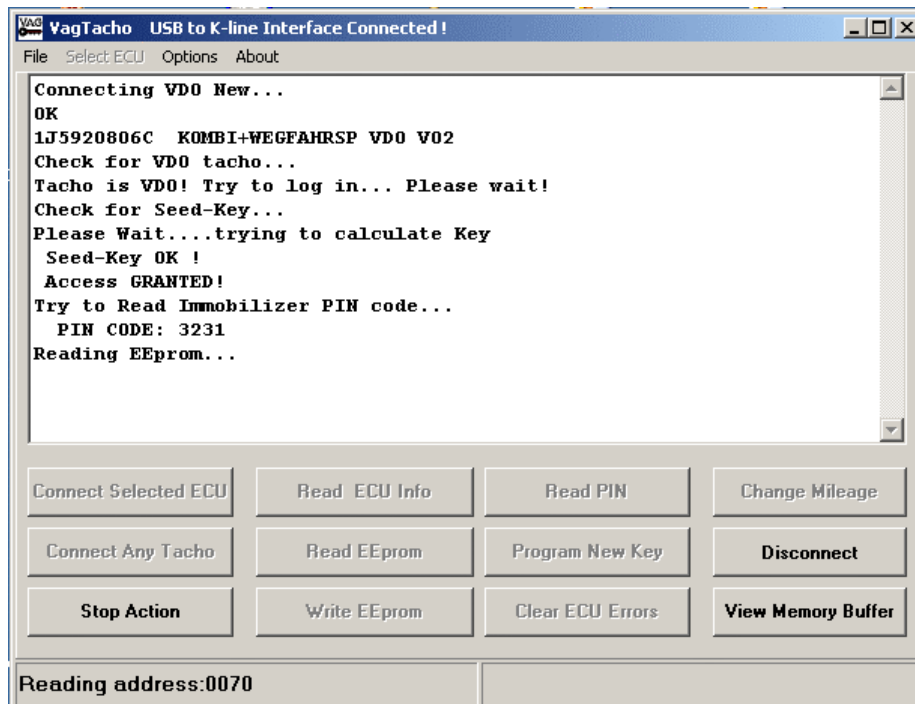 VagTacho USB to K-line Interface Connected !
File Select ECU Options About
Connecting VDO New...
OK
1J5920806C KOMBI+WEGFAHRSP VDO V02
Check for VDO tacho...
Tacho is VDO! Try to log in... Please wait!
Check for Seed-Key...
Please Wait....trying to calculate Key
Seed-Key OK !
Access GRANTED!
Try to Read Immobilizer PIN code...
PIN CODE: 3231
Reading EEprom...
Connect Selected ECU Read ECU Info Read PIN Change Mileage
Connect Any Tacho Read EEprom Program New Key Disconnect
Stop Action Write EEprom Clear ECU Errors View Memory Buffer
Reading address:0070